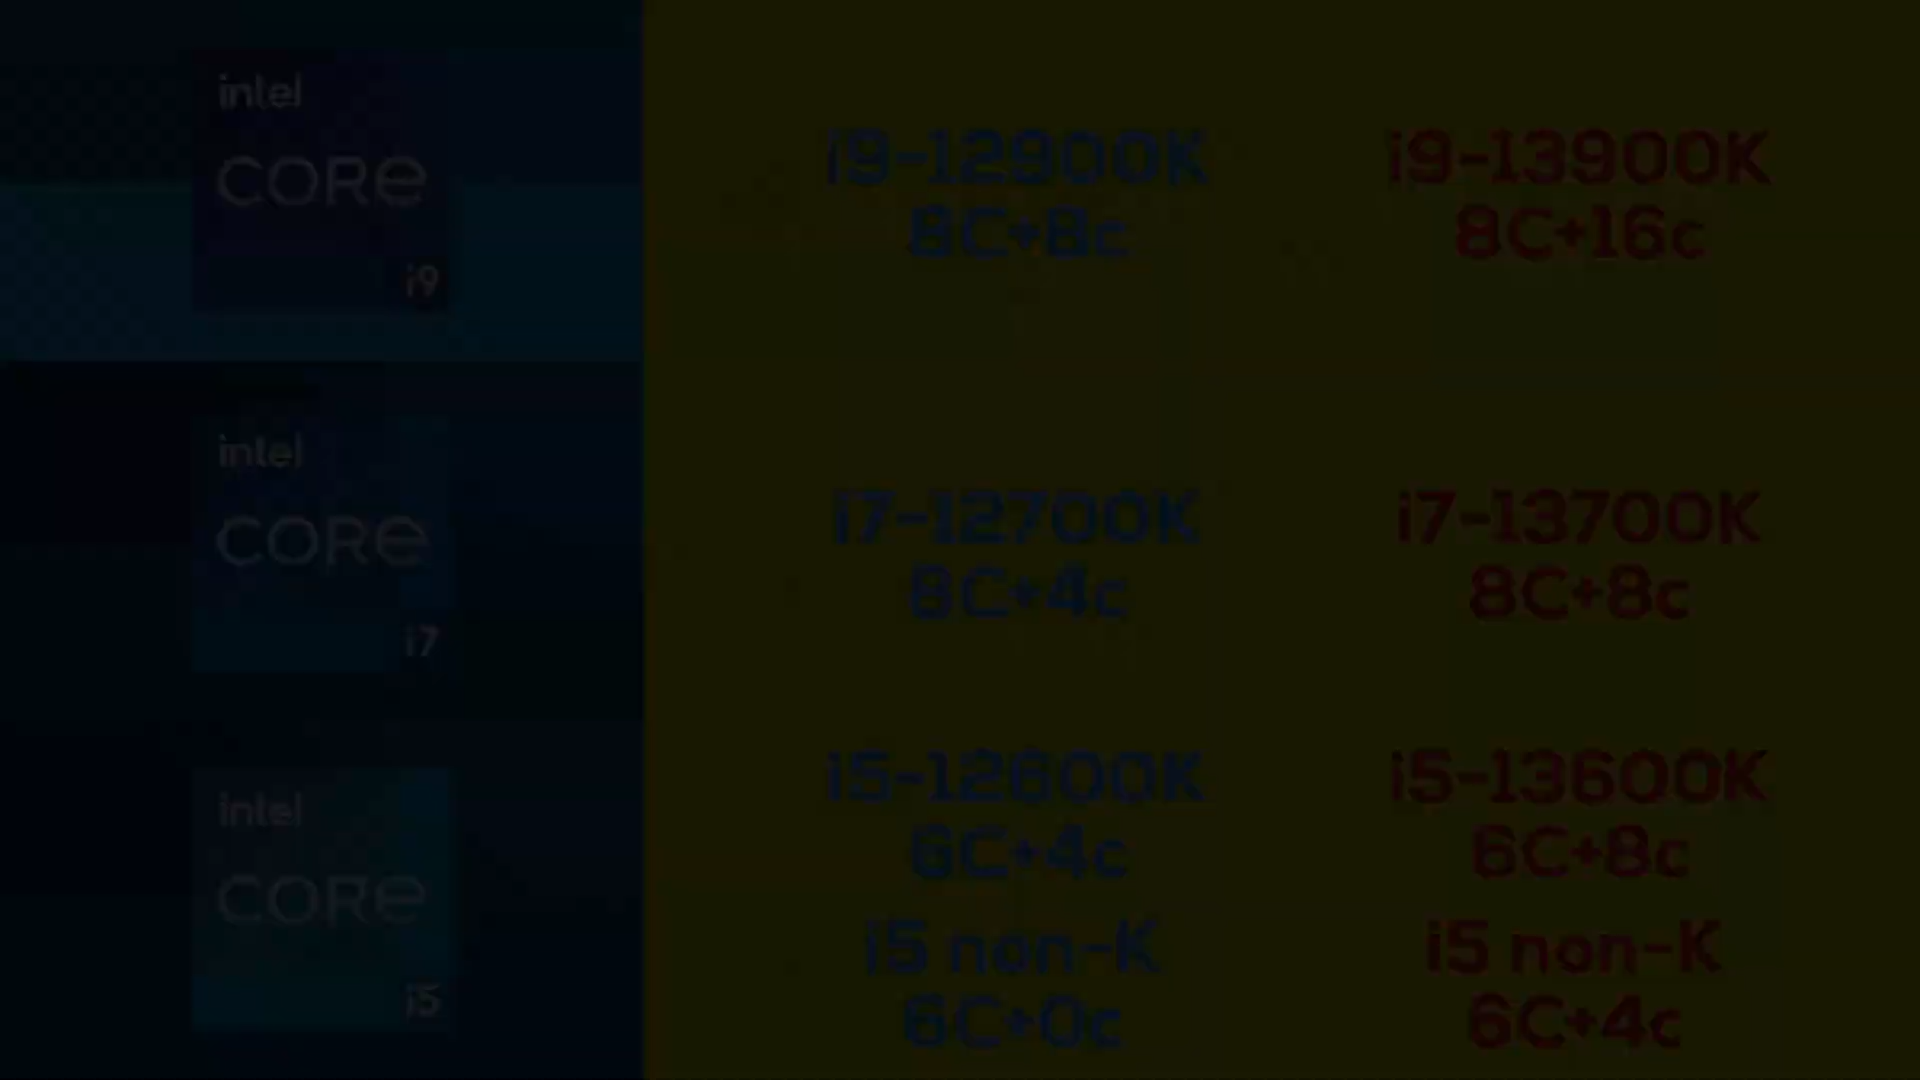 intel
CORE
i9
i9-12900K
8C+8c
i9-13900K
8C+16c
intel
CORE
i7
i7-12700K
8C+4c
i7-13700K
8C+8c
intel
CORE
i5
i5-12600K
6C+4c
i5-13600K
6C+8c
i5 non-K
6C+0c
i5 non-K
6C+4c